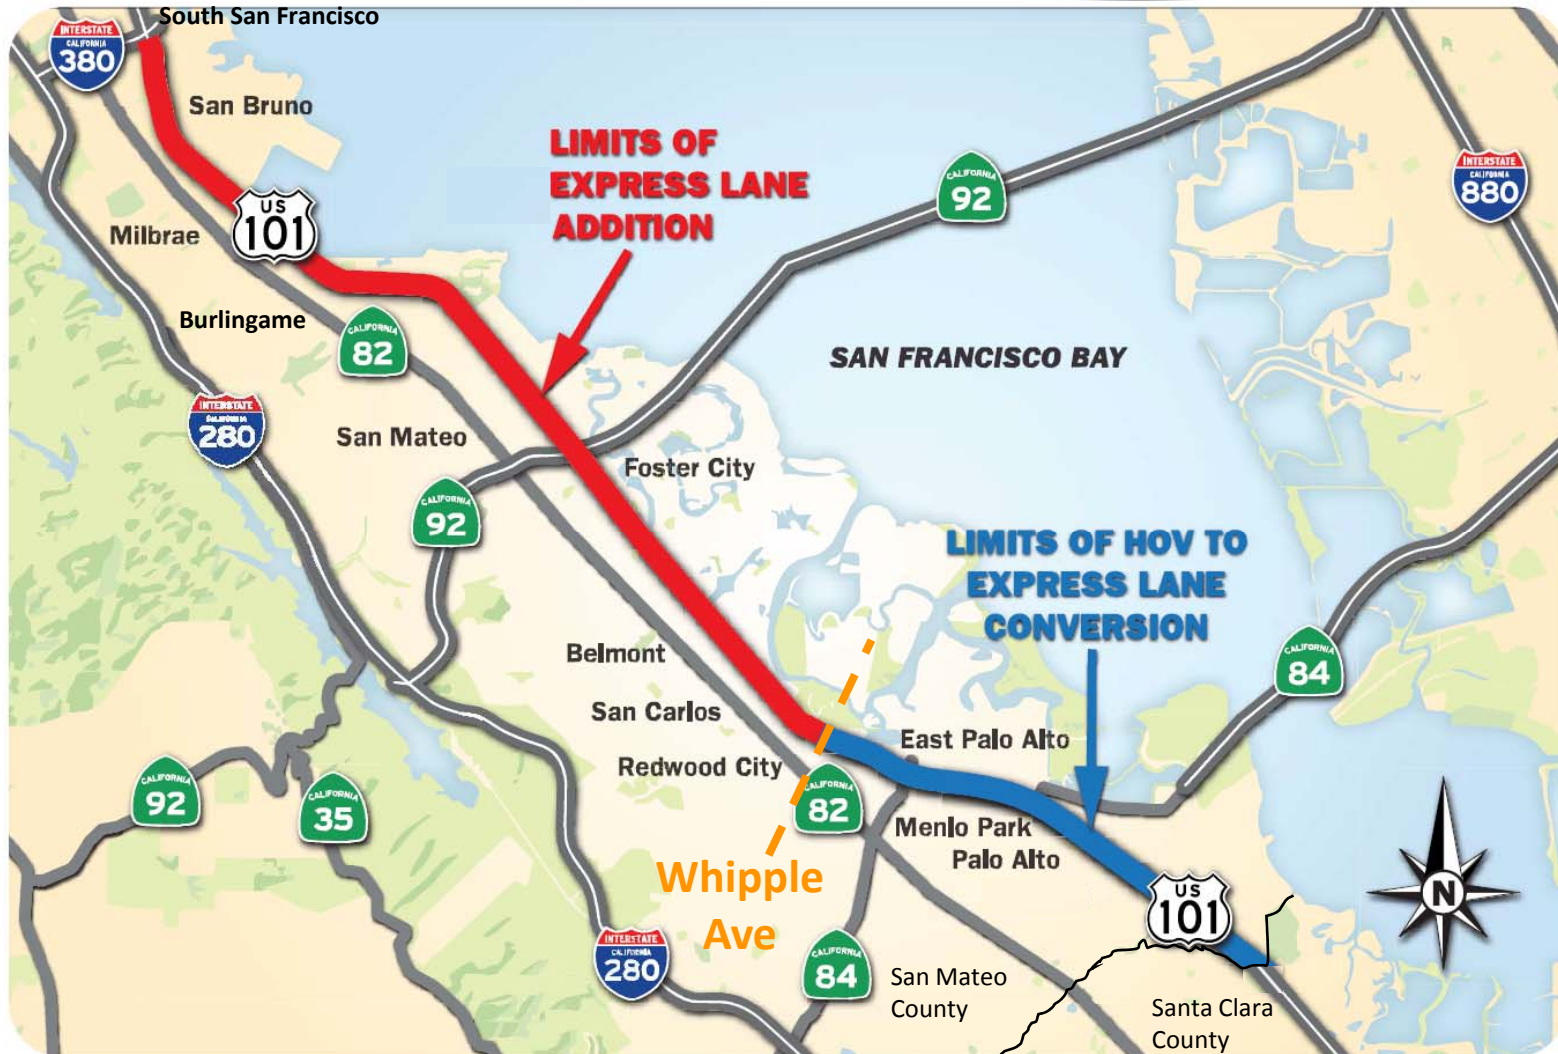 South San Francisco
INTERSTATE
CALIFORNIA
380
San Bruno
LIMITS OF
EXPRESS LANE
ADDITION
CALIFORNIA
92
INTERSTATE
CALIFORNIA
880
US
101
Milbrae
Burlingame
CALIFORNIA
82
SAN FRANCISCO BAY
INTERSTATE
CALIFORNIA
280
San Mateo
Foster City
CALIFORNIA
92
LIMITS OF HOV TO
EXPRESS LANE
CONVERSION
CALIFORNIA
84
Belmont
San Carlos
Redwood City
East Palo Alto
CALIFORNIA
92
CALIFORNIA
35
CALIFORNIA
82
Menlo Park
Palo Alto
Whipple
Ave
US
101
N
INTERSTATE
CALIFORNIA
280
CALIFORNIA
84
San Mateo
County
Santa Clara
County